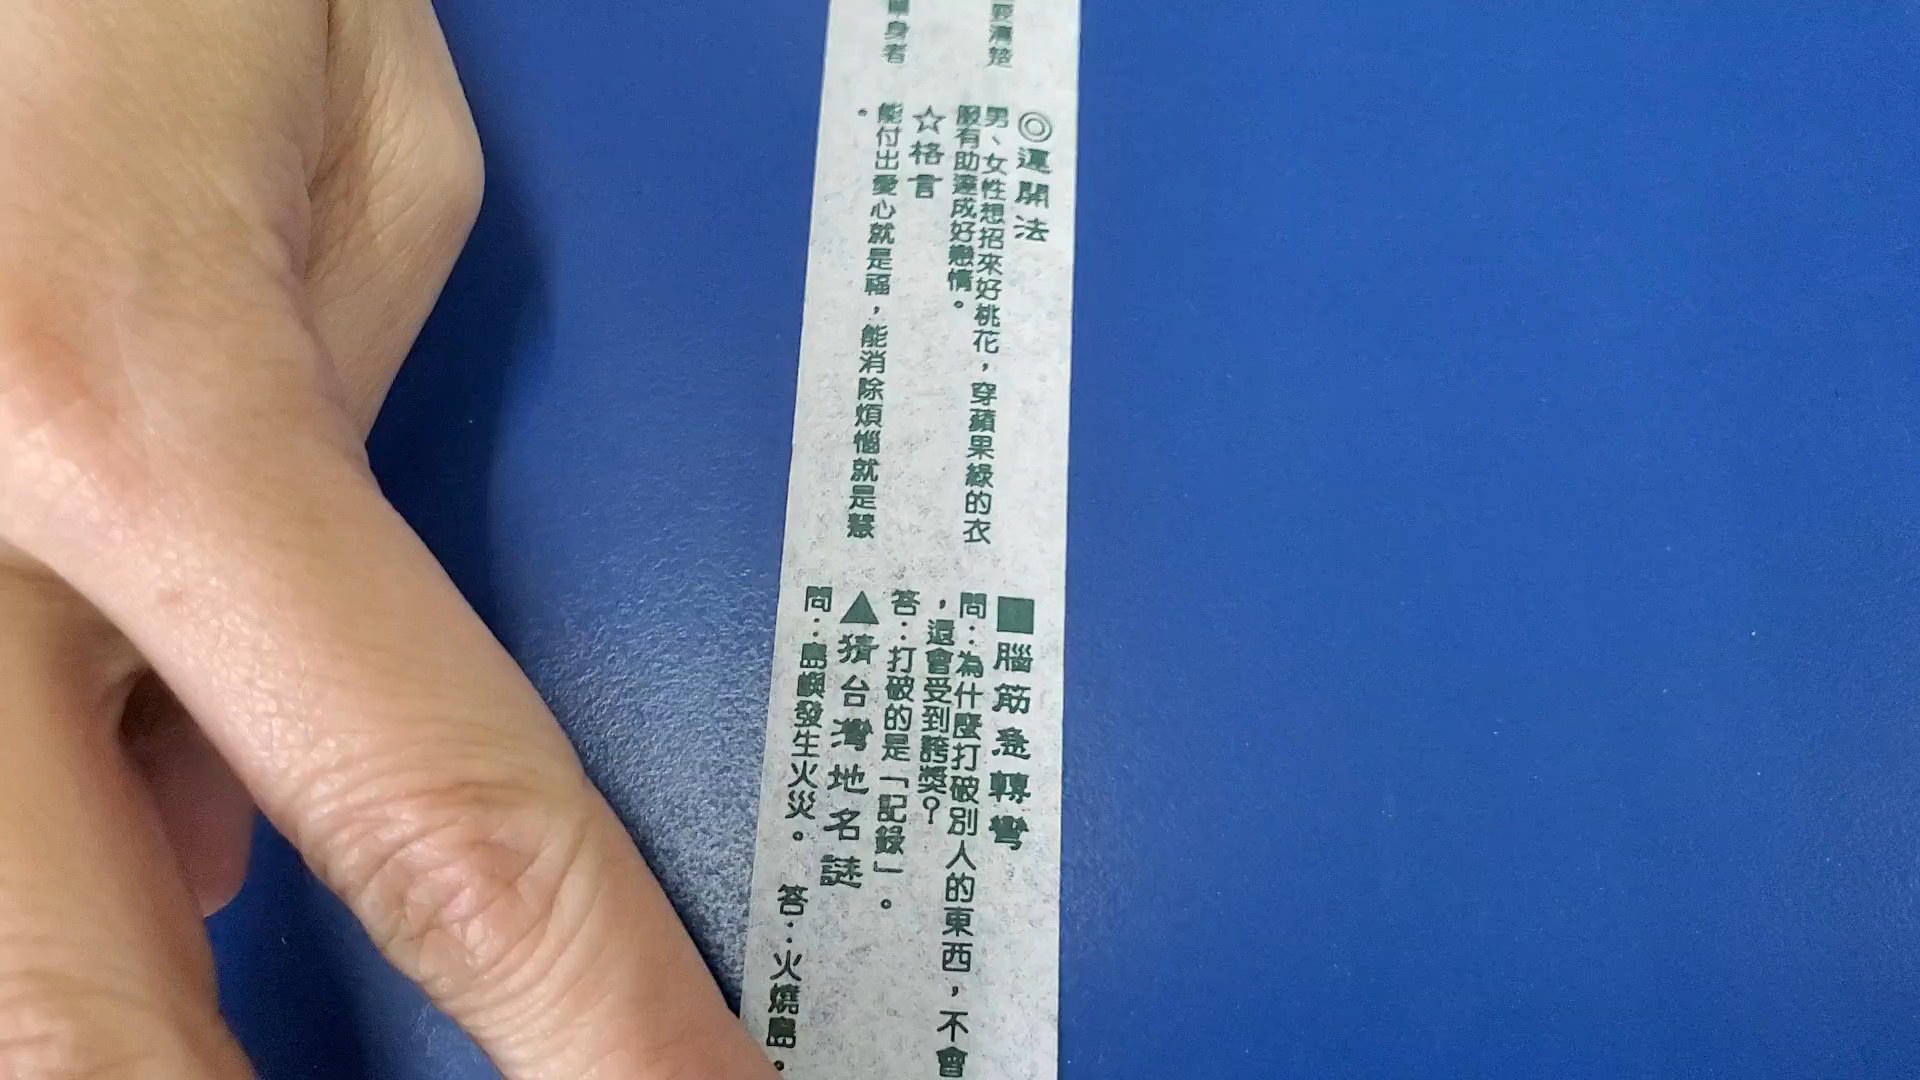 要清楚
單身者
◎運開法
男、女性想招來好桃花，穿蘋果綠的衣
服有助達成好戀情。
☆格言
能付出愛心就是福，能消除煩惱就是慧
。
■腦筋急轉彎
問：為什麼打破別人的東西，不會
，還會受到誇獎？
答：打破的是「記錄」。
▲猜台灣地名謎
問：島嶼發生火災。 答：火燒島。